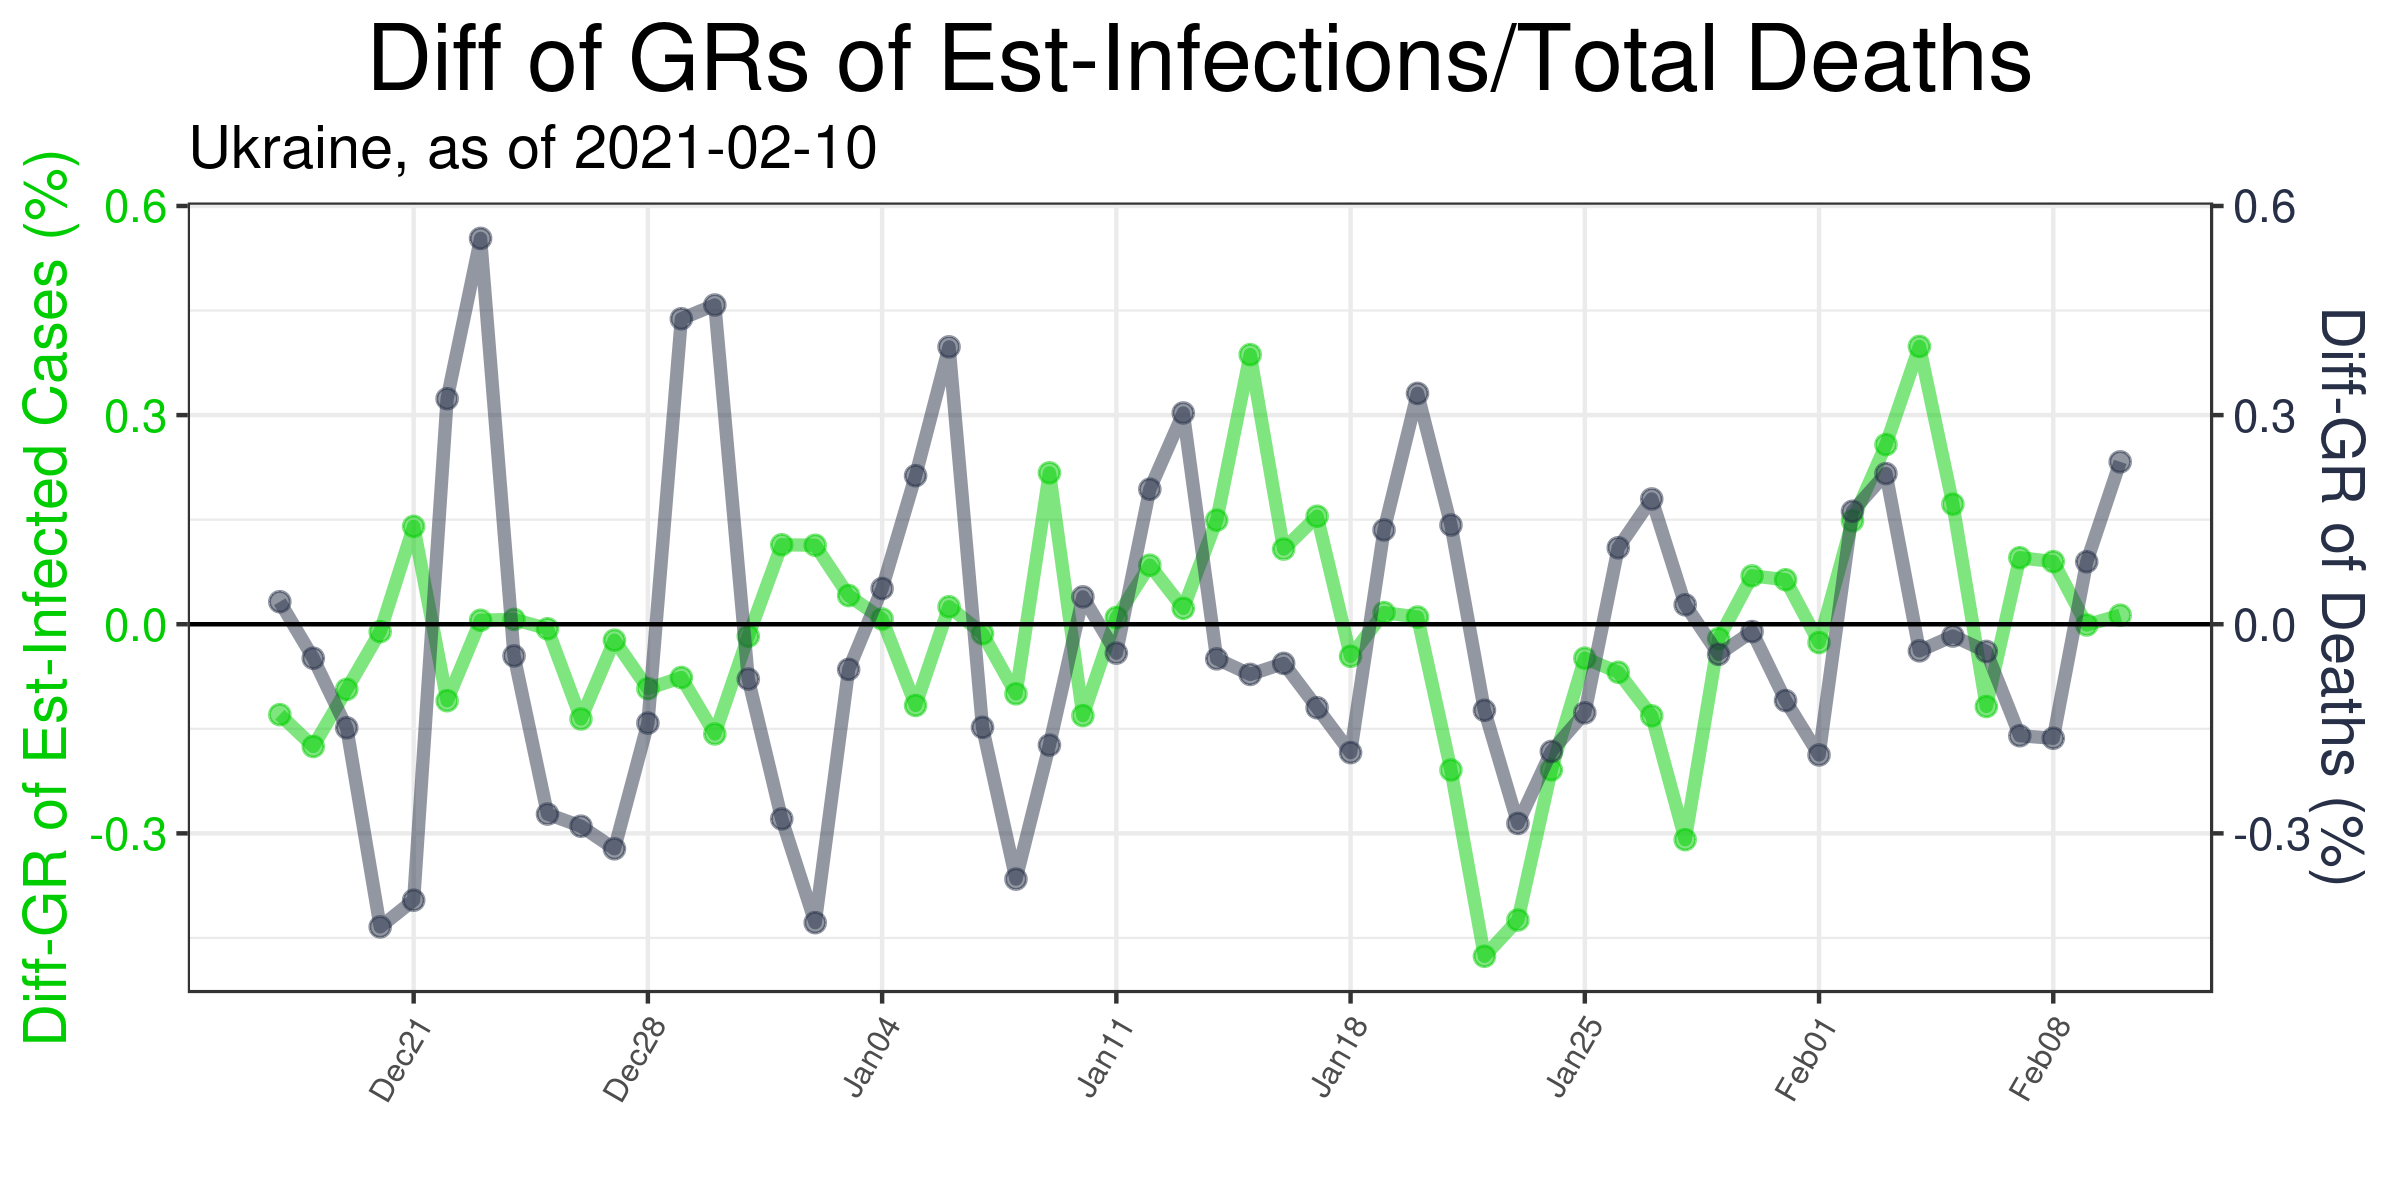 Diff of GRs of Est-Infections/Total Deaths
Ukraine, as of 2021-02-10
Diff-GR of Est-Infected Cases (%)
0.6
0.3
0.0
-0.3
0.6
0.3
0.0
-0.3
Diff-GR of Deaths (%)
Dec21
Dec28
Jan04
Jan11
Jan18
Jan25
Feb01
Feb08